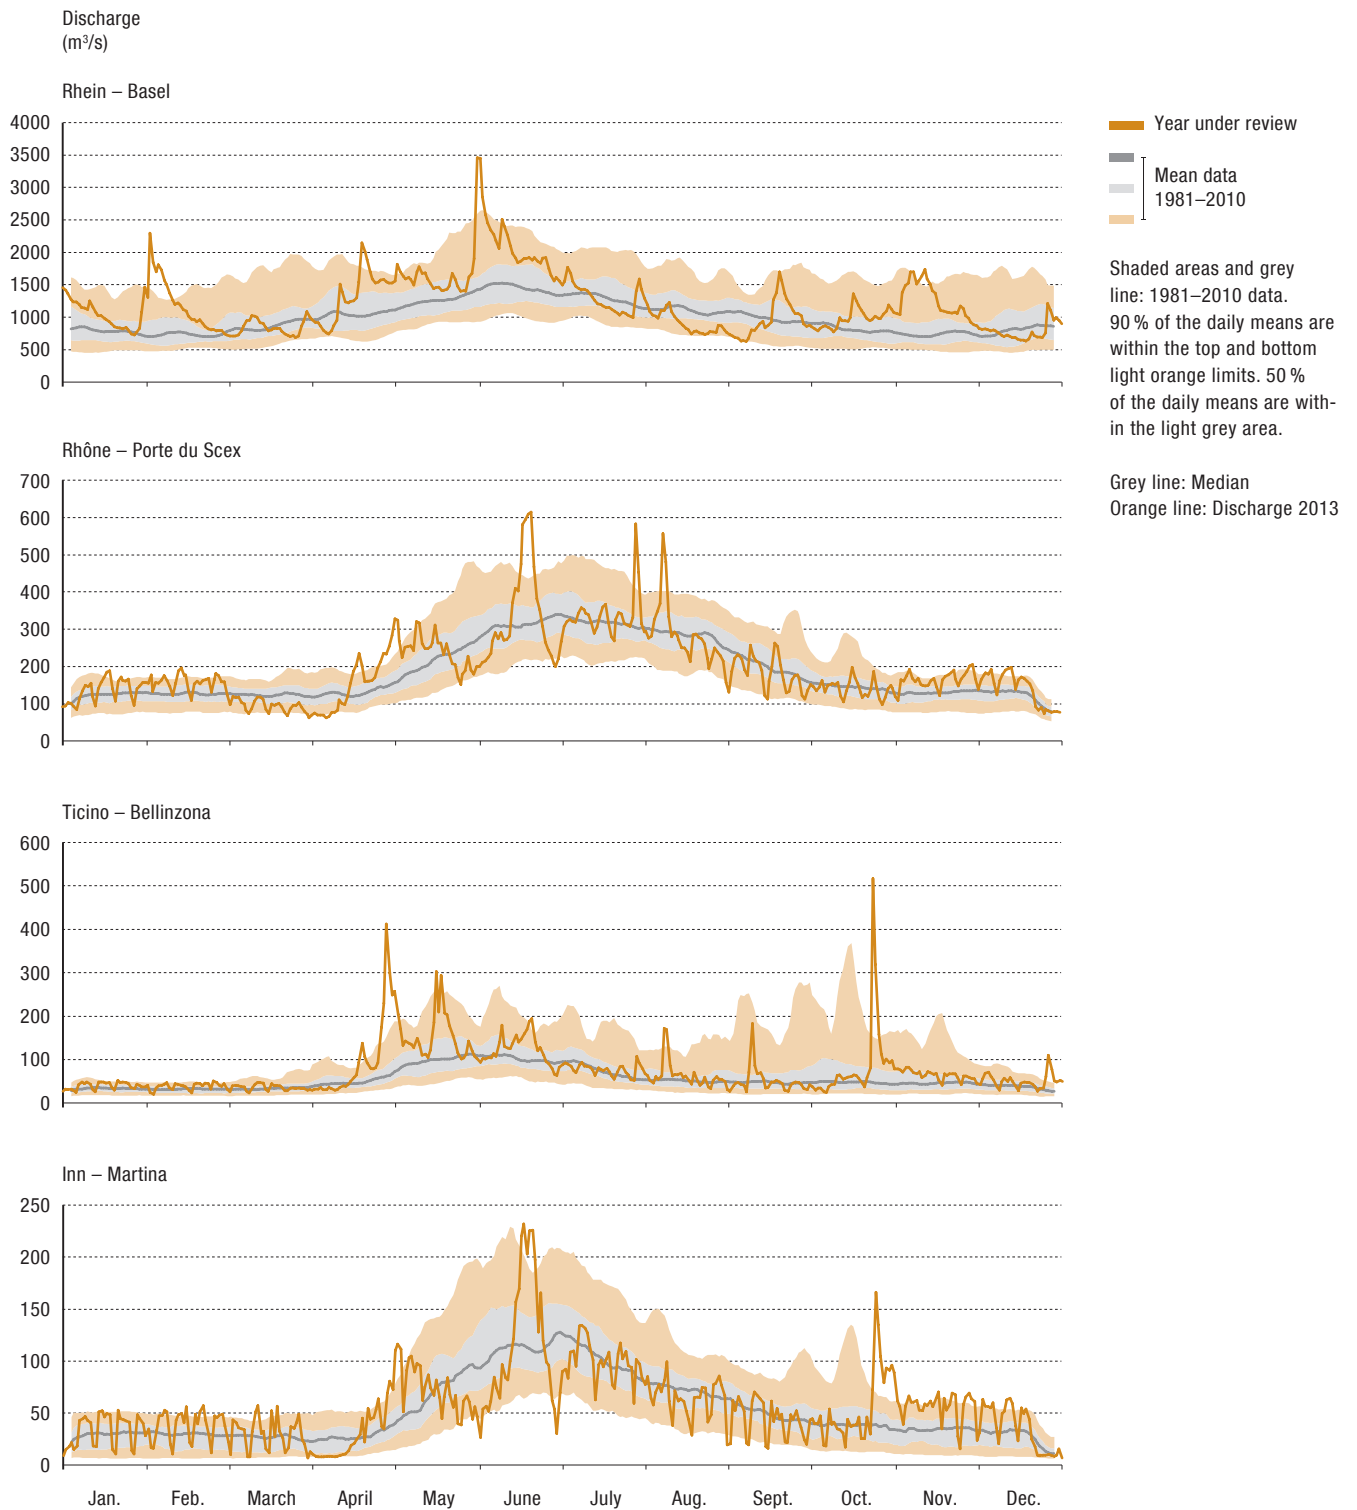 Discharge
(m³/s)
Rhein – Basel
4000
3500
3000
2500
2000
1500
1000
500
0
Year under review
Mean data
1981–2010
Shaded areas and grey
line: 1981–2010 data.
90 % of the daily means are
within the top and bottom
light orange limits. 50 %
of the daily means are with-
in the light grey area.
Grey line: Median
Orange line: Discharge 2013
Rhône – Porte du Scex
700
600
500
400
300
200
100
0
Ticino – Bellinzona
600
500
400
300
200
100
0
Inn – Martina
250
200
150
100
50
0
Jan. Feb. March April May June July Aug. Sept. Oct. Nov. Dec.